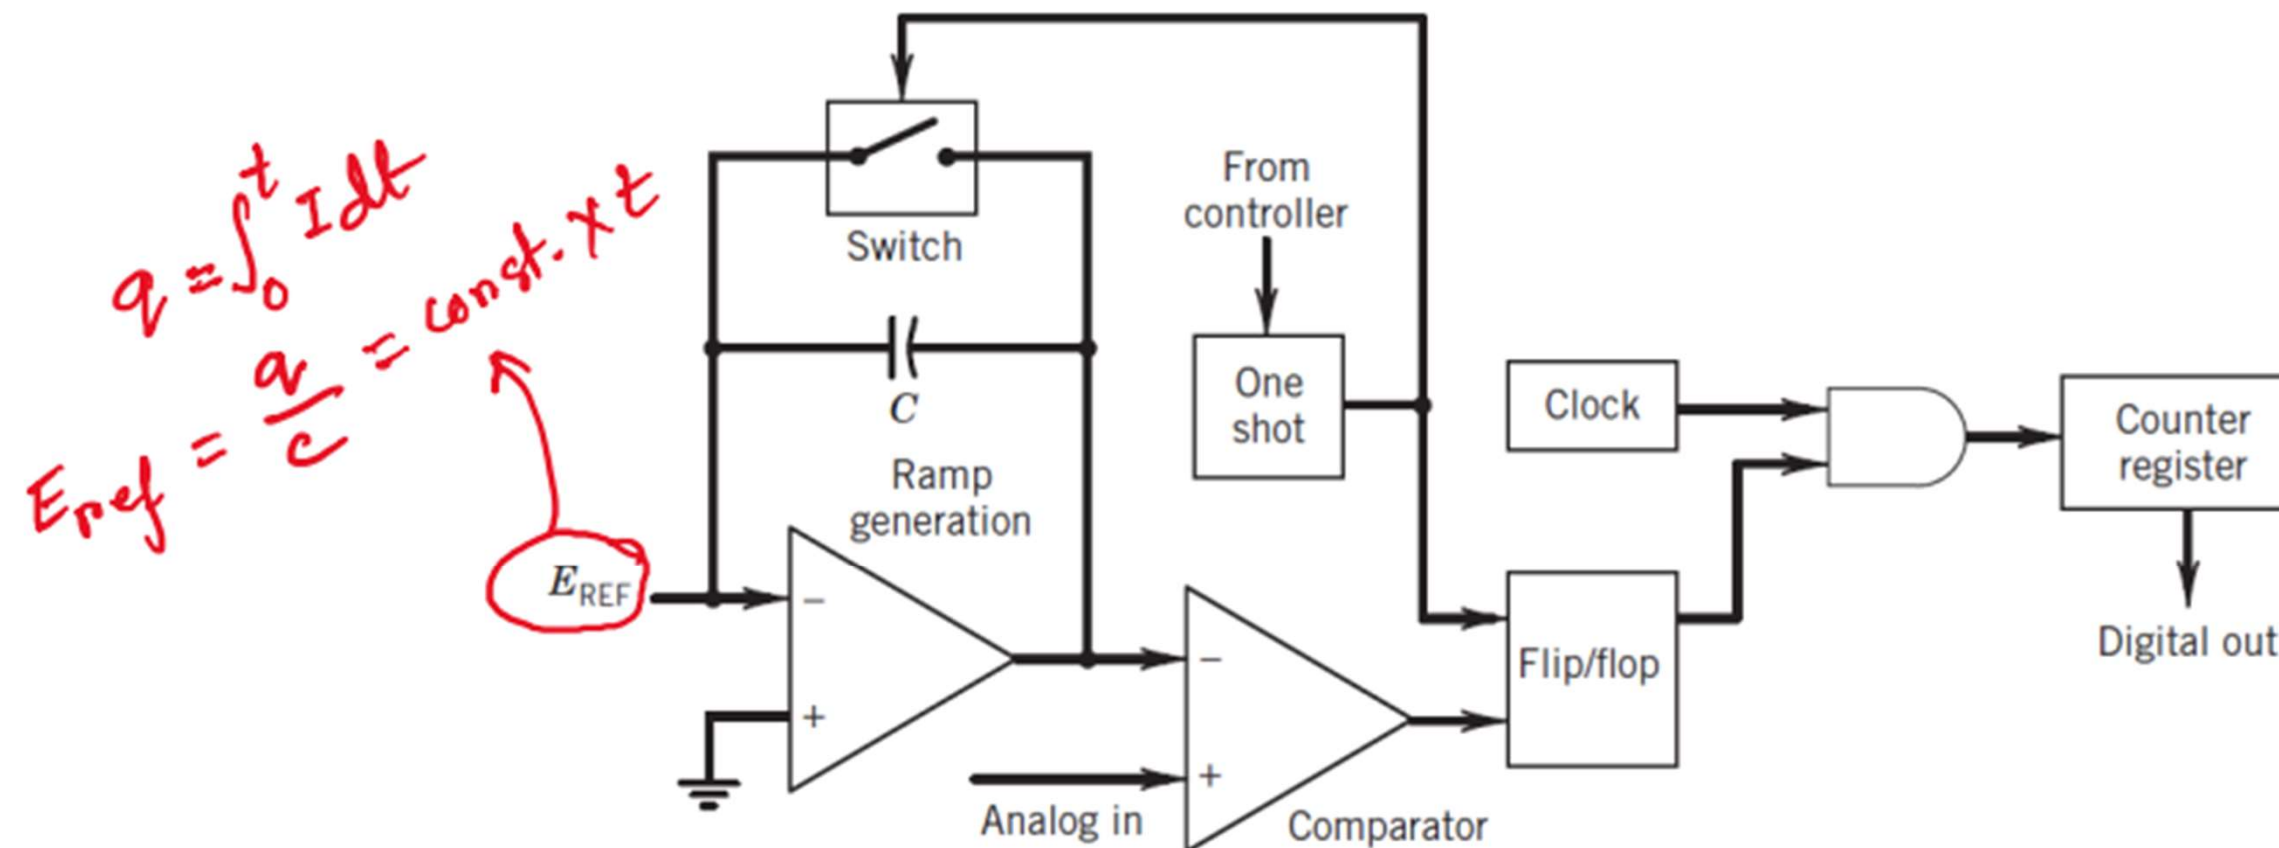 q = ∫₀ᵗ I dt
E_ref = q/c = const. x t
Switch
C
Ramp
generation
E_REF
−
+
From
controller
One
shot
Clock
Counter
register
Digital out
Flip/flop
−
+
Analog in
Comparator